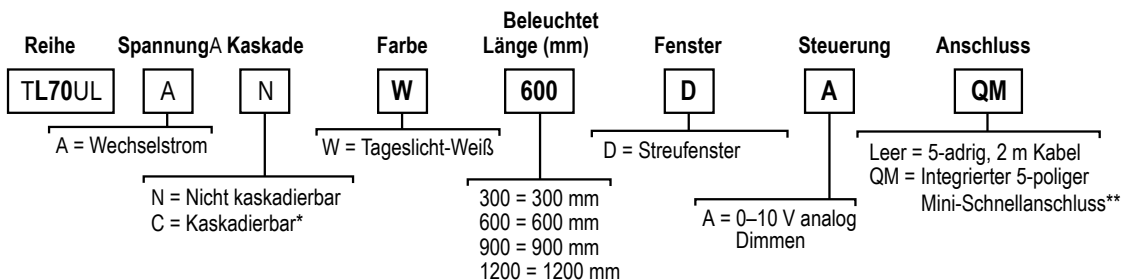 Beleuchtet
Reihe SpannungA Kaskade Farbe Länge (mm) Fenster Steuerung Anschluss
TL70UL A N W 600 D A QM
A = Wechselstrom
W = Tageslicht-Weiß
D = Streufenster
Leer = 5-adrig, 2 m Kabel
QM = Integrierter 5-poliger
Mini-Schnellanschluss**
N = Nicht kaskadierbar
C = Kaskadierbar*
300 = 300 mm
600 = 600 mm
900 = 900 mm
1200 = 1200 mm
A = 0–10 V analog
Dimmen